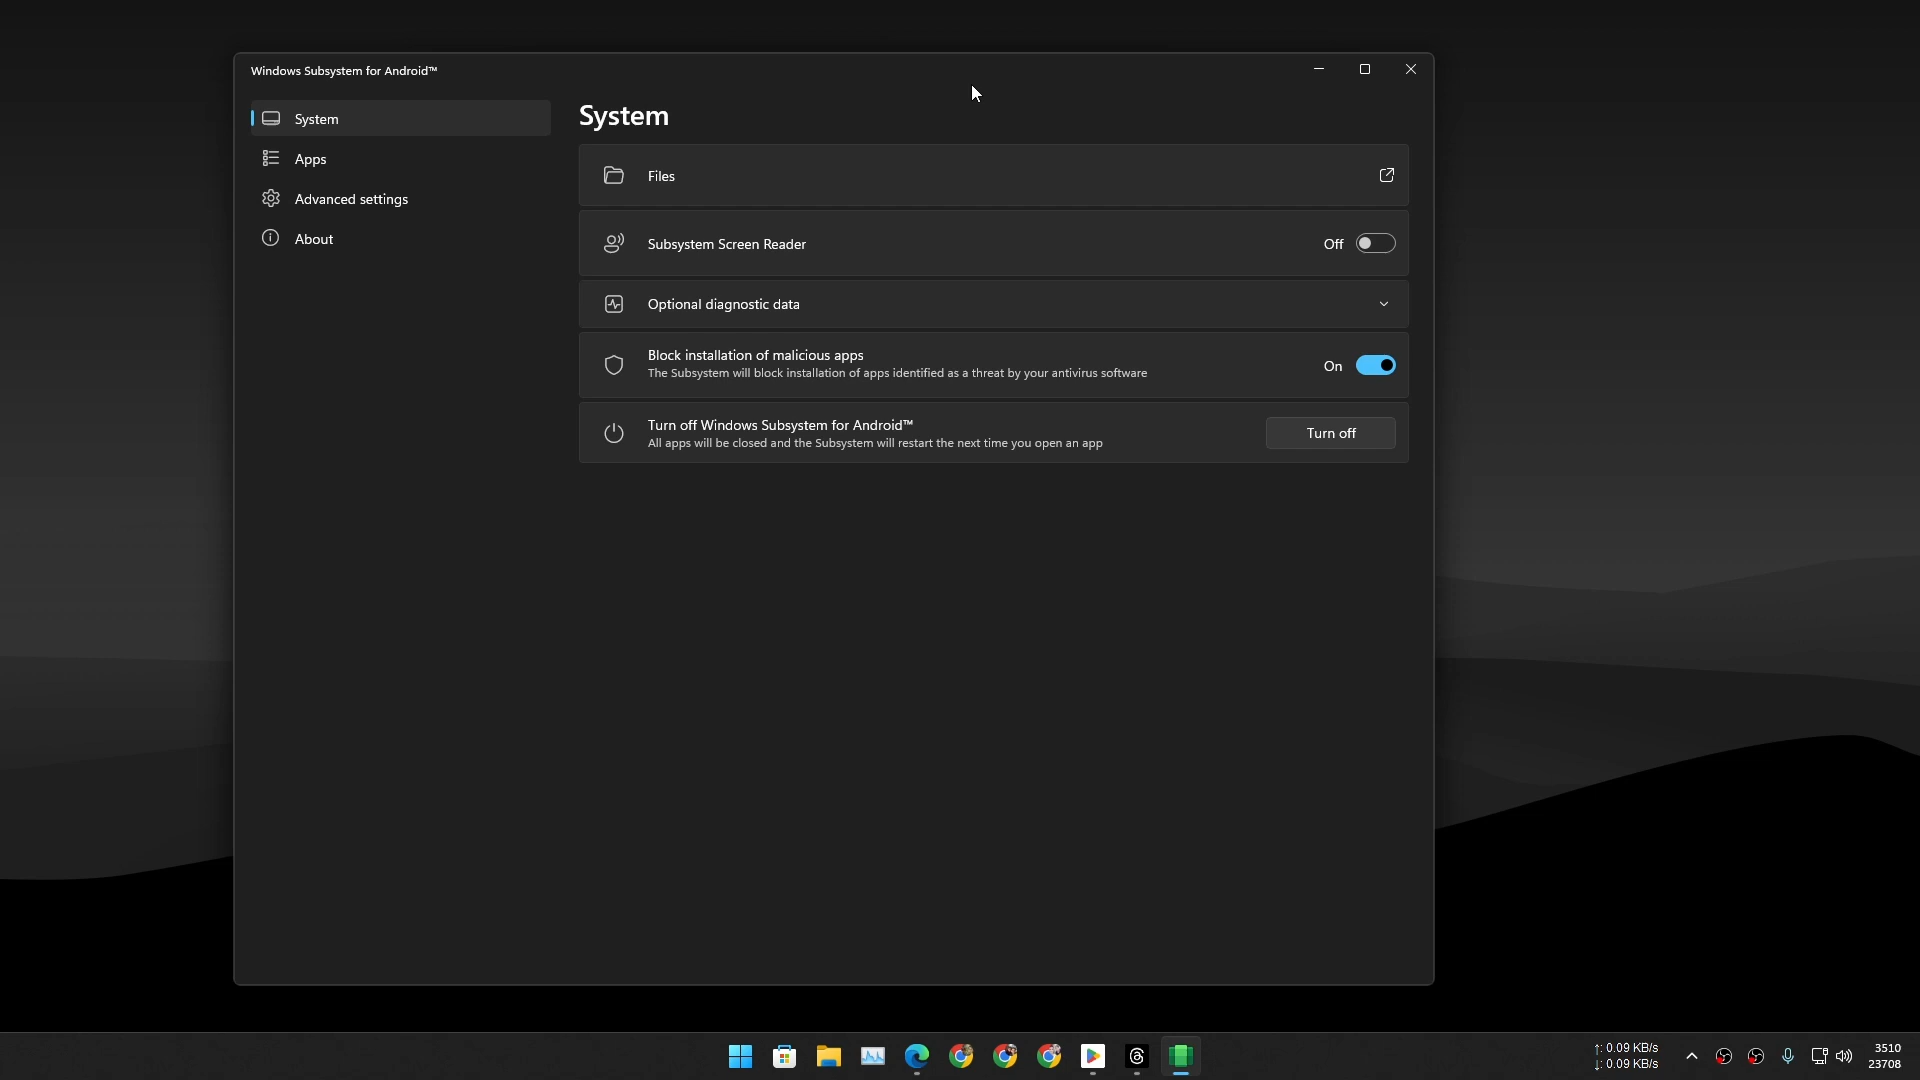 Windows Subsystem for Android™
System
Apps
Advanced settings
About
System
Files
Subsystem Screen Reader
Off
Optional diagnostic data
Block installation of malicious apps
The Subsystem will block installation of apps identified as a threat by your antivirus software
On
Turn off Windows Subsystem for Android™
All apps will be closed and the Subsystem will restart the next time you open an app
Turn off
↑: 0.09 KB/s
↓: 0.09 KB/s
3510
23708